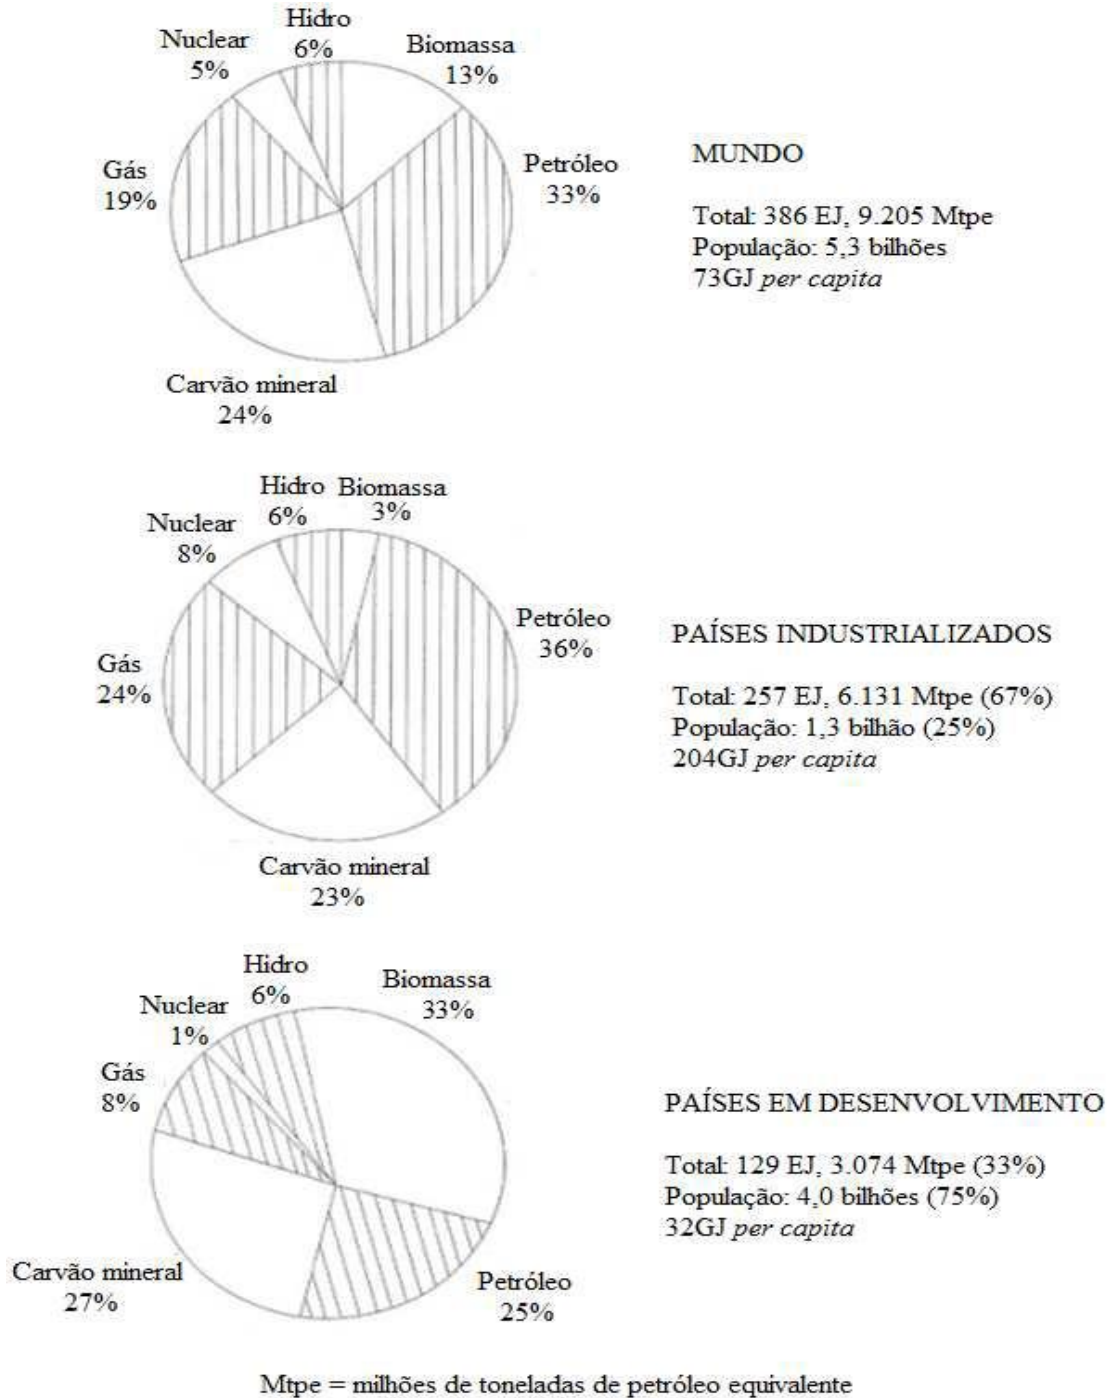 Hidro
6%
Nuclear
5%
Biomassa
13%
Gás
19%
Petróleo
33%
Carvão mineral
24%
MUNDO
Total: 386 EJ, 9.205 Mtpe
População: 5,3 bilhões
73GJ per capita
Hidro
6%
Biomassa
3%
Nuclear
8%
Petróleo
36%
Gás
24%
Carvão mineral
23%
PAÍSES INDUSTRIALIZADOS
Total: 257 EJ, 6.131 Mtpe (67%)
População: 1,3 bilhão (25%)
204GJ per capita
Hidro
6%
Biomassa
33%
Nuclear
1%
Gás
8%
Carvão mineral
27%
Petróleo
25%
PAÍSES EM DESENVOLVIMENTO
Total: 129 EJ, 3.074 Mtpe (33%)
População: 4,0 bilhões (75%)
32GJ per capita
Mtpe = milhões de toneladas de petróleo equivalente